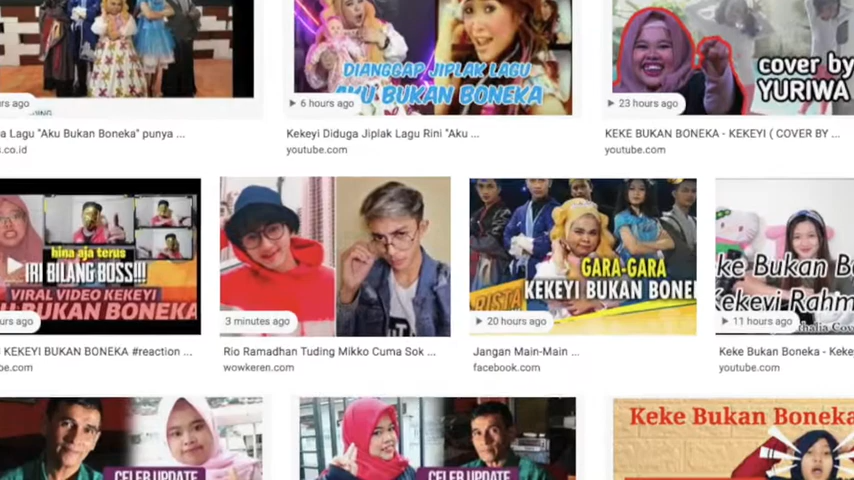 rs ago
DIANGGAP JIPLAK LAGU
AKU BUKAN BONEKA
6 hours ago
cover by
YURIWA
23 hours ago
a Lagu "Aku Bukan Boneka" punya ...
.co.id
Kekeyi Diduga Jiplak Lagu Rini "Aku ...
youtube.com
KEKE BUKAN BONEKA - KEKEYI ( COVER BY ...
youtube.com
hina aja terus
IRI BILANG BOSS!!!
VIRAL VIDEO KEKEYI
U BUKAN BONEKA
urs ago
3 minutes ago
GARA-GARA
KEKEYI BUKAN BONE
20 hours ago
ke Bukan Bo
Kekeyi Rahm
11 hours ago
KEKEYI BUKAN BONEKA #reaction ...
be.com
Rio Ramadhan Tuding Mikko Cuma Sok ...
wowkeren.com
Jangan Main-Main ...
facebook.com
Keke Bukan Boneka - Keke
youtube.com
CELEB UPDATE
CELEB UPDATE
Keke Bukan Boneka